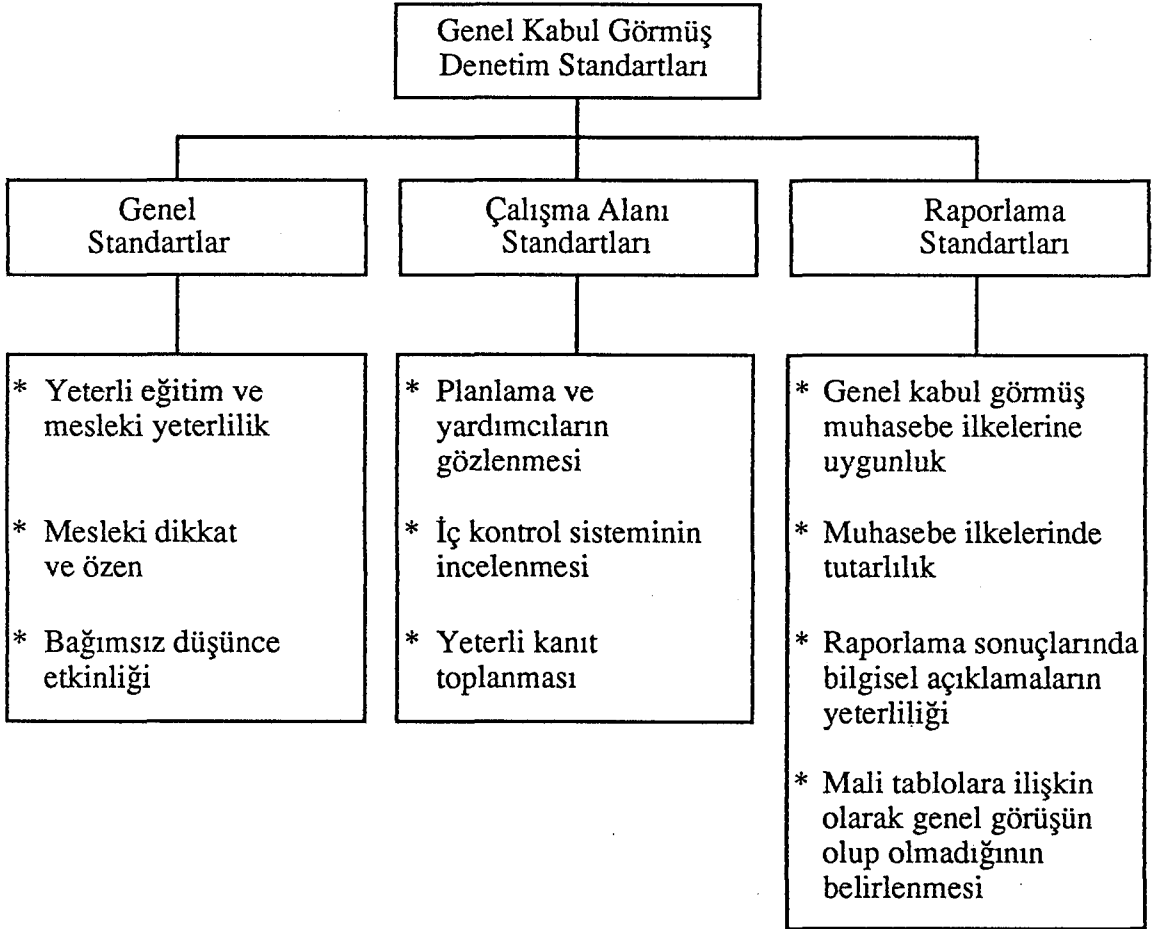 Genel Kabul Görmüş
Denetim Standartları
Genel
Standartlar
Çalışma Alanı
Standartları
Raporlama
Standartları
* Yeterli eğitim ve
mesleki yeterlilik
* Mesleki dikkat
ve özen
* Bağımsız düşünce
etkinliği
* Planlama ve
yardımcıların
gözlenmesi
* İç kontrol sisteminin
incelenmesi
* Yeterli kanıt
toplanması
* Genel kabul görmüş
muhasebe ilkelerine
uygunluk
* Muhasebe ilkelerinde
tutarlılık
* Raporlama sonuçlarında
bilgisel açıklamaların
yeterliliği
* Mali tablolara ilişkin
olarak genel görüşün
olup olmadığının
belirlenmesi